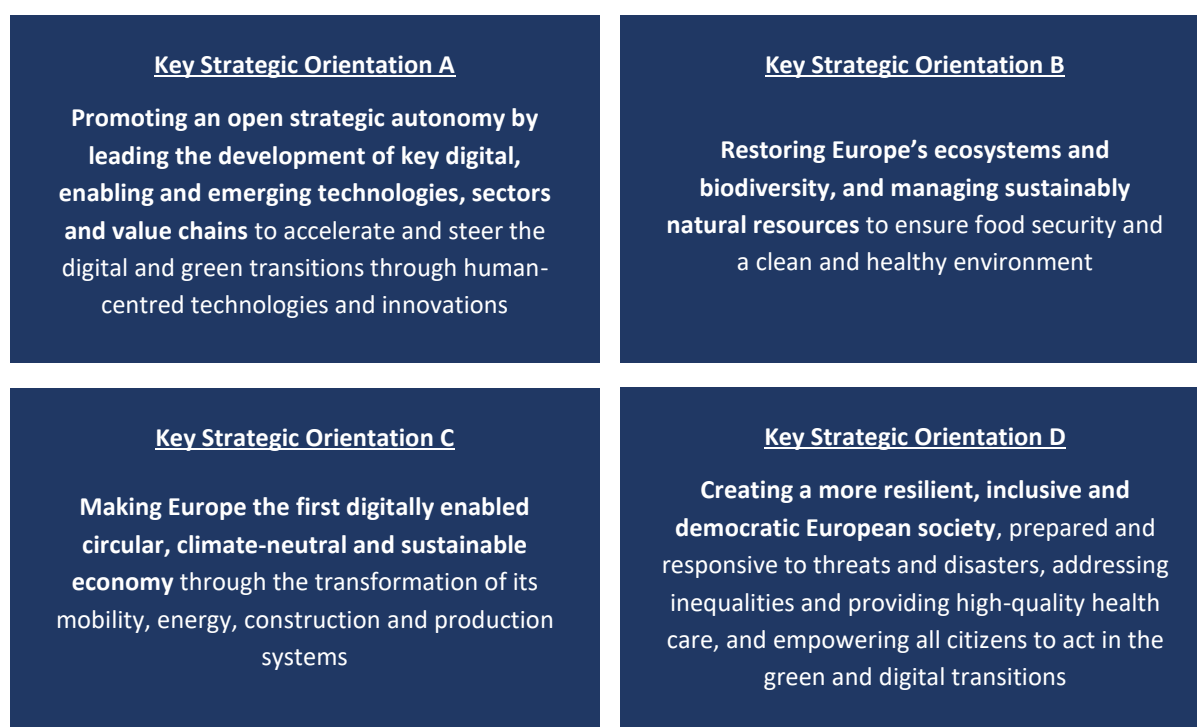 Key Strategic Orientation A
Promoting an open strategic autonomy by
leading the development of key digital,
enabling and emerging technologies, sectors
and value chains to accelerate and steer the
digital and green transitions through human-
centred technologies and innovations
Key Strategic Orientation B
Restoring Europe’s ecosystems and
biodiversity, and managing sustainably
natural resources to ensure food security and
a clean and healthy environment
Key Strategic Orientation C
Making Europe the first digitally enabled
circular, climate-neutral and sustainable
economy through the transformation of its
mobility, energy, construction and production
systems
Key Strategic Orientation D
Creating a more resilient, inclusive and
democratic European society, prepared and
responsive to threats and disasters, addressing
inequalities and providing high-quality health
care, and empowering all citizens to act in the
green and digital transitions